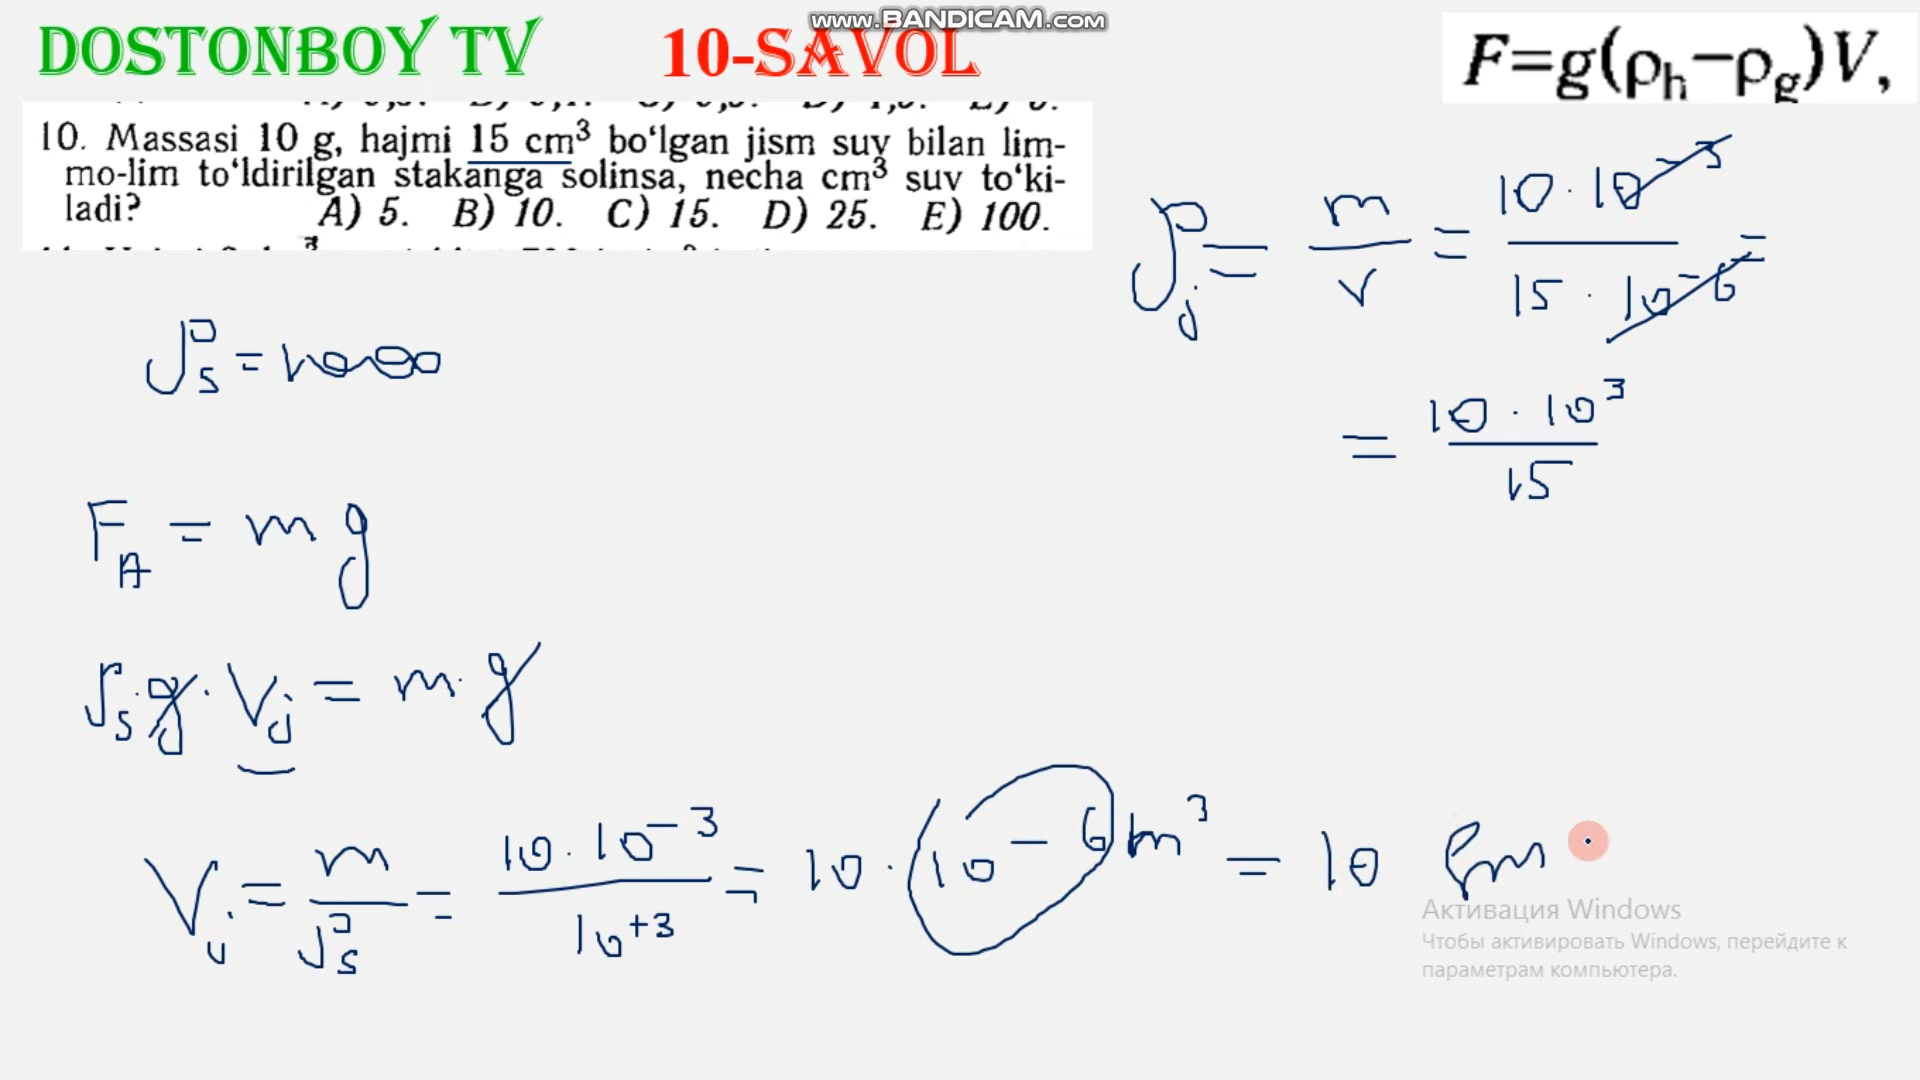 www.BANDICAM.com
DOSTONBOY TV
10-SAVOL
F=g(ρh−ρg)V,
10. Massasi 10 g, hajmi 15 cm³ bo‘lgan jism suv bilan lim-
mo-lim to‘ldirilgan stakanga solinsa, necha cm³ suv to‘ki-
ladi? A) 5. B) 10. C) 15. D) 25. E) 100.
ρj = m/v = 10 · 10⁻³ / 15 · 10⁻⁶ =
= 10 · 10³ / 15
ρs = 1000
FA = mg
ρs · g · Vj = m · g
Vj = m/ρs = 10 · 10⁻³ / 10⁺³ = 10 · 10⁻⁶ m³ = 10
Активация Windows
Чтобы активировать Windows, перейдите к
параметрам компьютера.